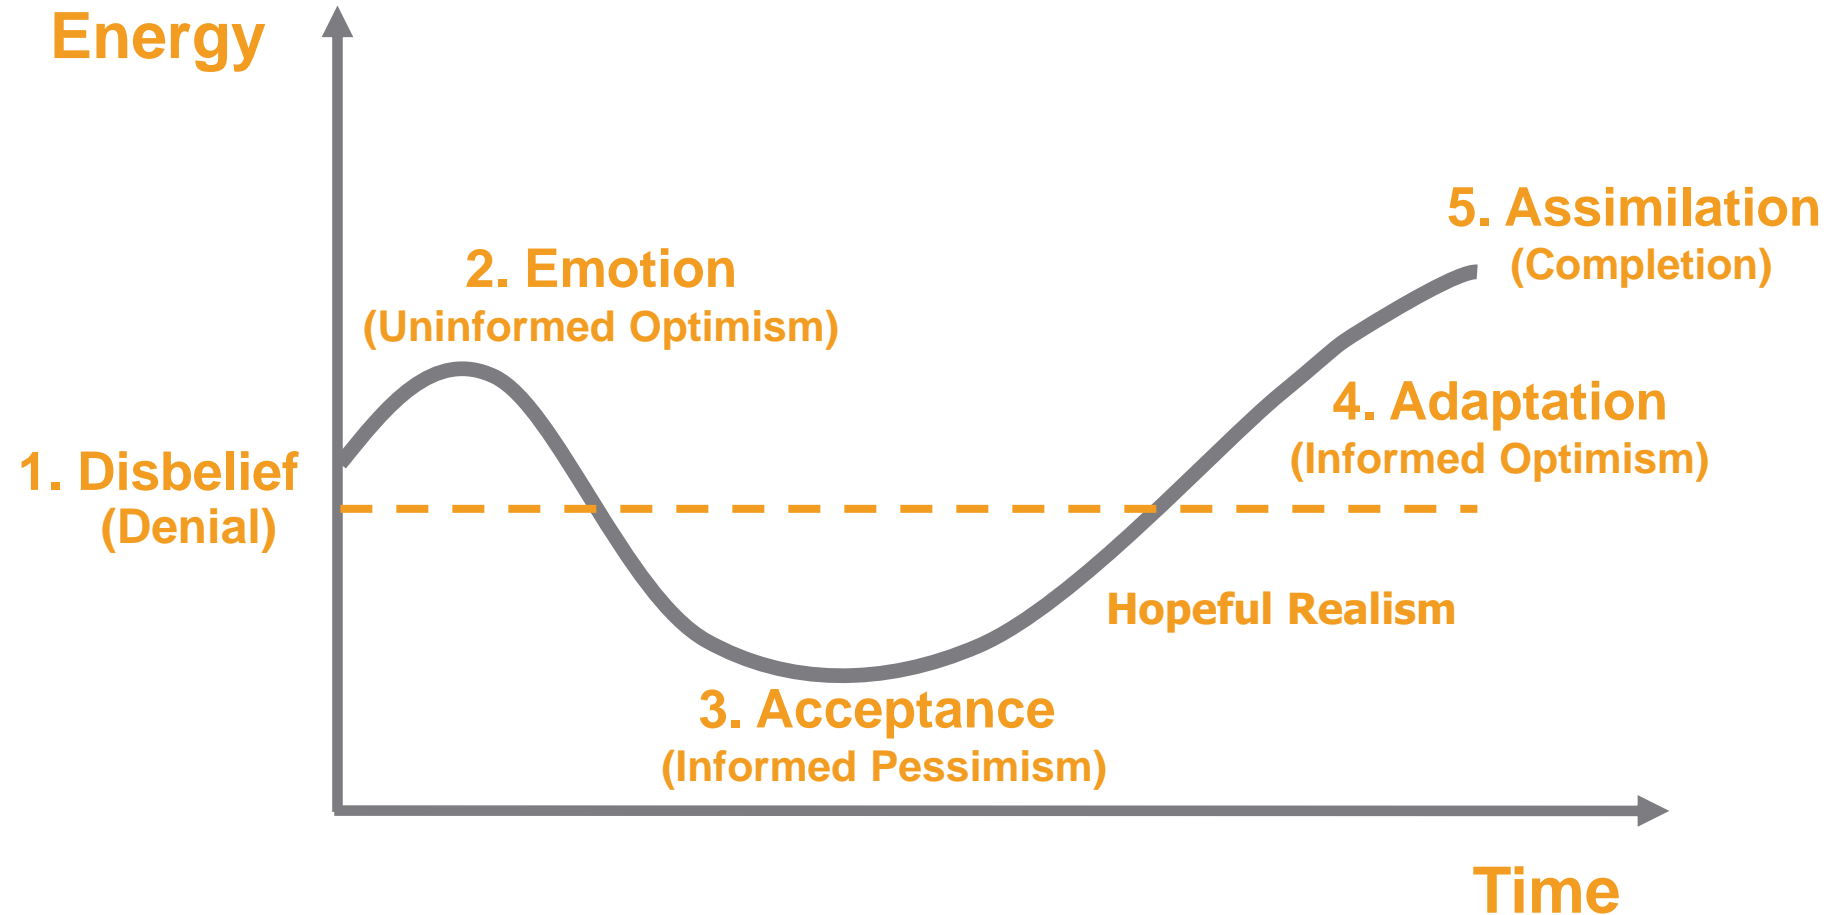 Energy
5. Assimilation
(Completion)
2. Emotion
(Uninformed Optimism)
4. Adaptation
(Informed Optimism)
1. Disbelief
(Denial)
Hopeful Realism
3. Acceptance
(Informed Pessimism)
Time